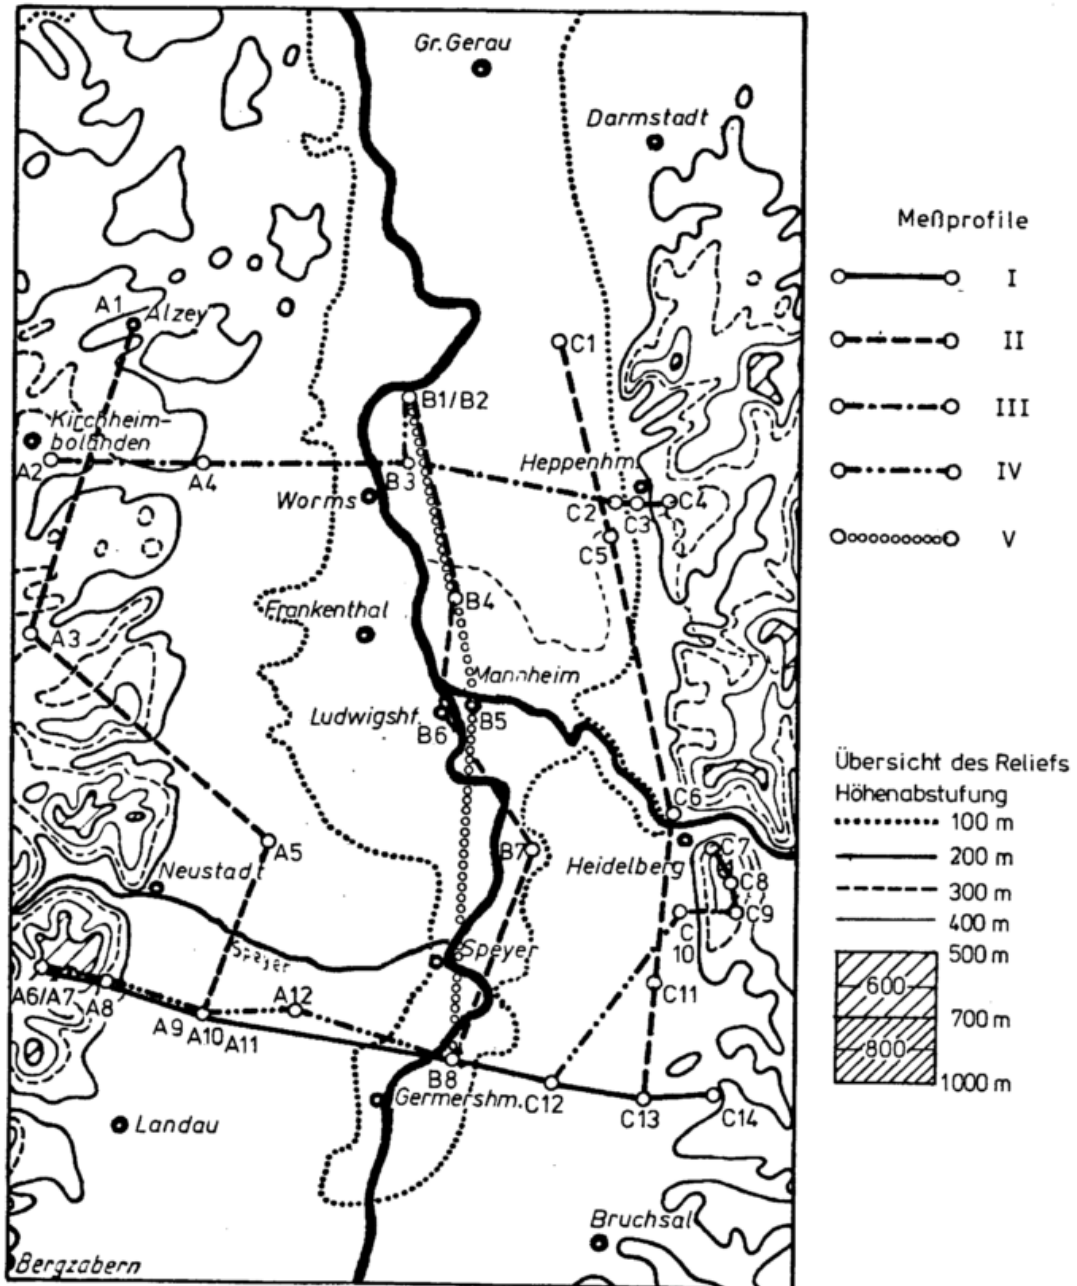 Gr.Gerau
Darmstadt
Meßprofile
I
II
III
IV
V
A1
Alzey
C1
B1/B2
Kirchheim-
bolanden
A2
A4
B3
Heppenhm.
Worms
C2
C3
C4
C5
Frankenthal
B4
A3
Mannheim
Ludwigshf.
B6
B5
Übersicht des Reliefs
Höhenabstufung
100 m
200 m
300 m
400 m
500 m
600
700 m
800
1000 m
C6
A5
B7
Heidelberg
C7
Neustadt
C8
C9
C
10
Speyer
Speyer
A6/A7
A8
C11
A12
A9
A10
A11
B8
Germershm.
C12
C13
C14
Landau
Bruchsal
Bergzabern